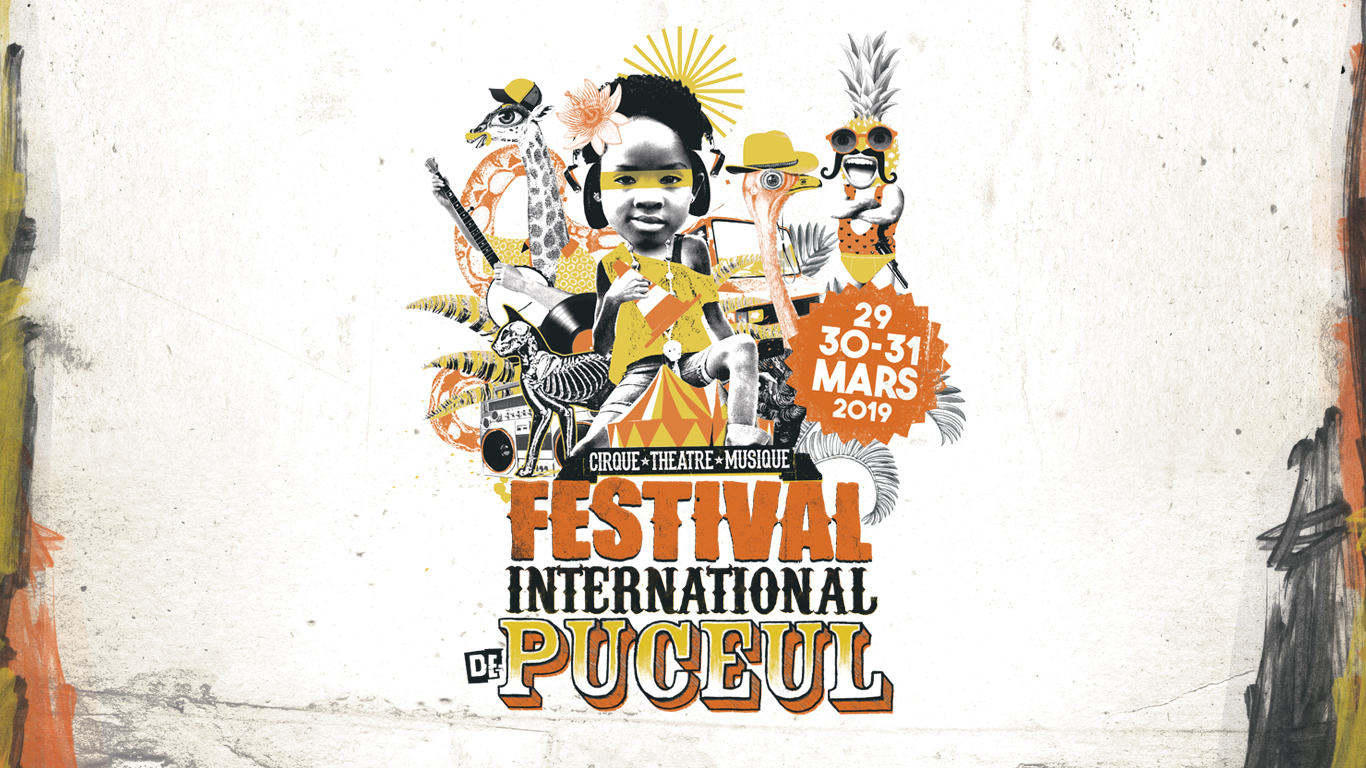 29
30-31
MARS
2019
CIRQUE★THEATRE★MUSIQUE
FESTIVAL
INTERNATIONAL
DE PUCEUL